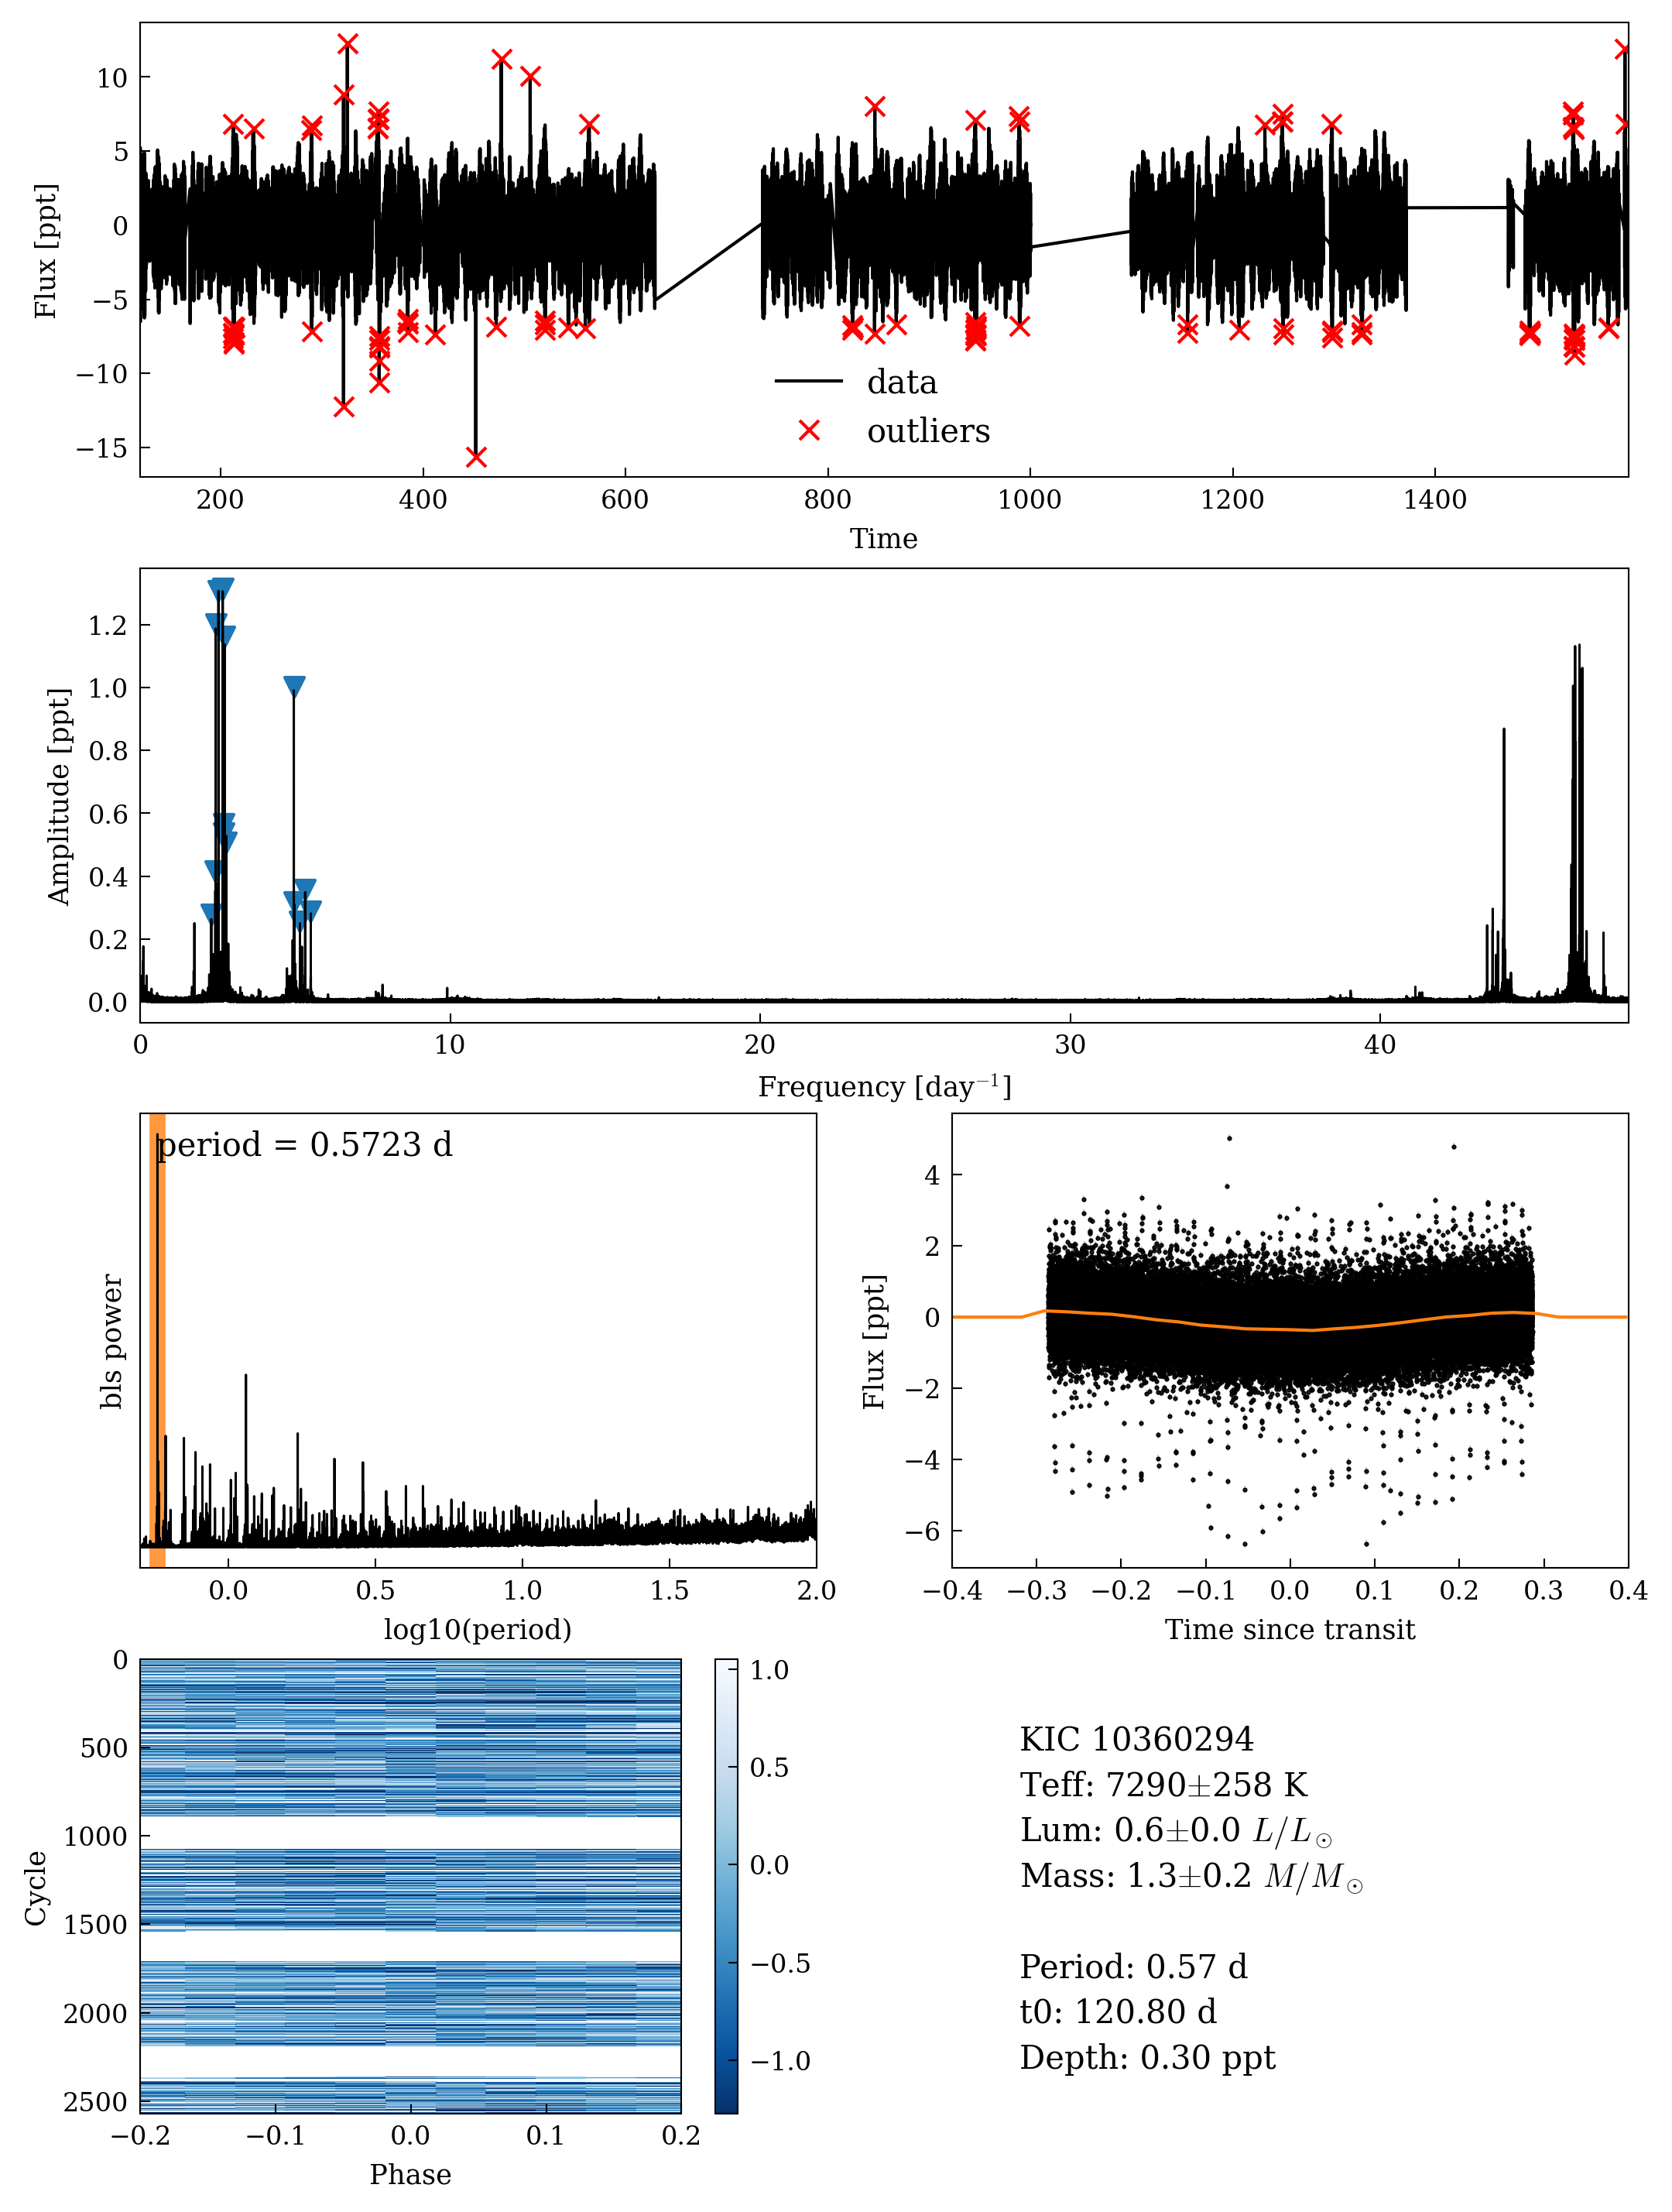 10
5
0
−5
−10
−15
Flux [ppt]
data
outliers
200 400 600 800 1000 1200 1400
Time
1.2
1.0
0.8
0.6
0.4
0.2
0.0
Amplitude [ppt]
0 10 20 30 40
Frequency [day⁻¹]
period = 0.5723 d
bls power
0.0 0.5 1.0 1.5 2.0
log10(period)
4
2
0
−2
−4
−6
Flux [ppt]
−0.4 −0.3 −0.2 −0.1 0.0 0.1 0.2 0.3 0.4
Time since transit
0
500
1000
1500
2000
2500
Cycle
−0.2 −0.1 0.0 0.1 0.2
Phase
1.0
0.5
0.0
−0.5
−1.0
KIC 10360294
Teff: 7290±258 K
Lum: 0.6±0.0 L/L⊙
Mass: 1.3±0.2 M/M⊙
Period: 0.57 d
t0: 120.80 d
Depth: 0.30 ppt